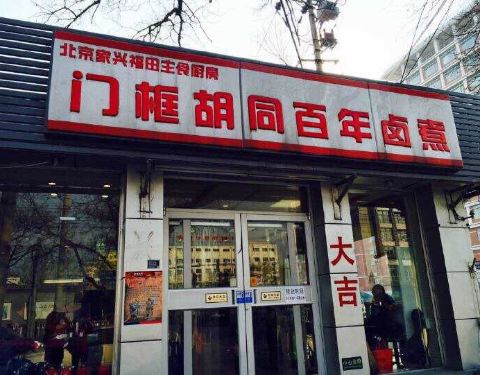 北京家兴福田主食厨房
门框胡同百年卤煮
大吉